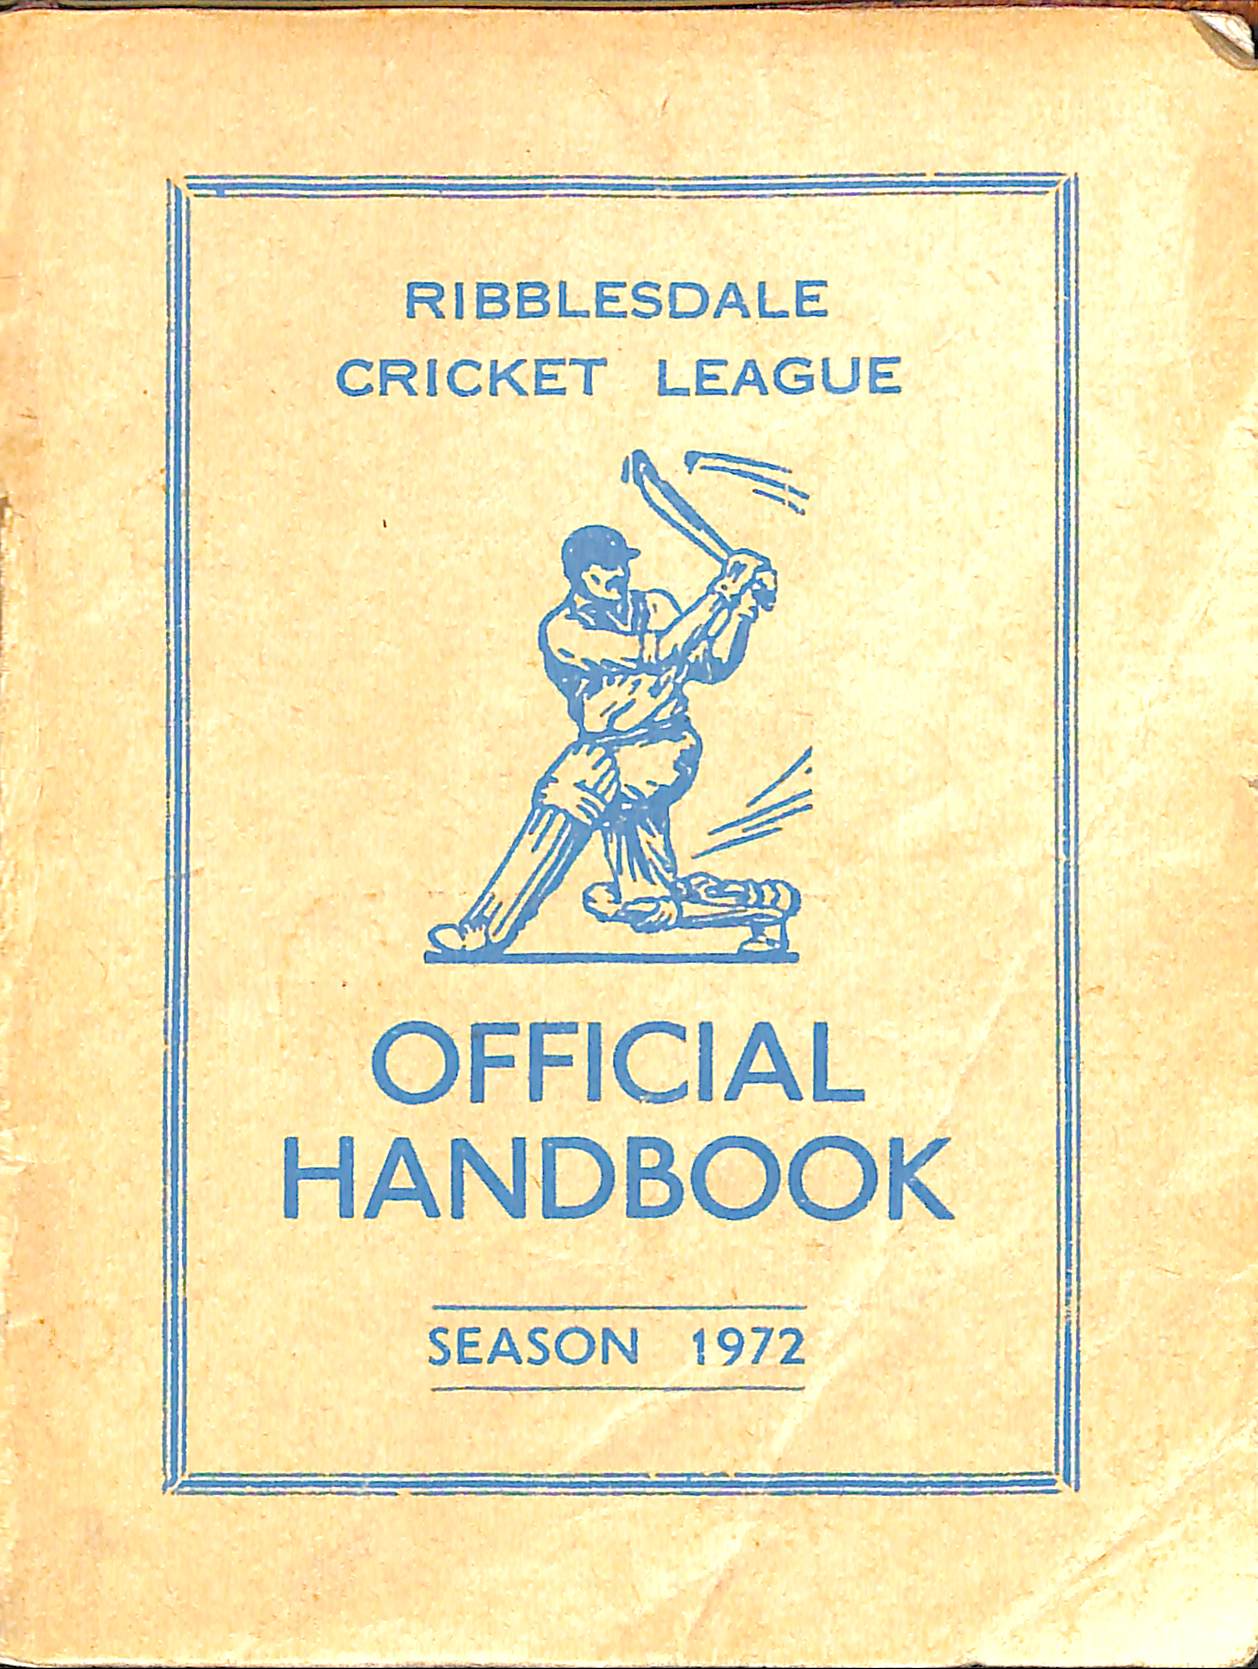 RIBBLESDALE
CRICKET LEAGUE
OFFICIAL
HANDBOOK
SEASON 1972